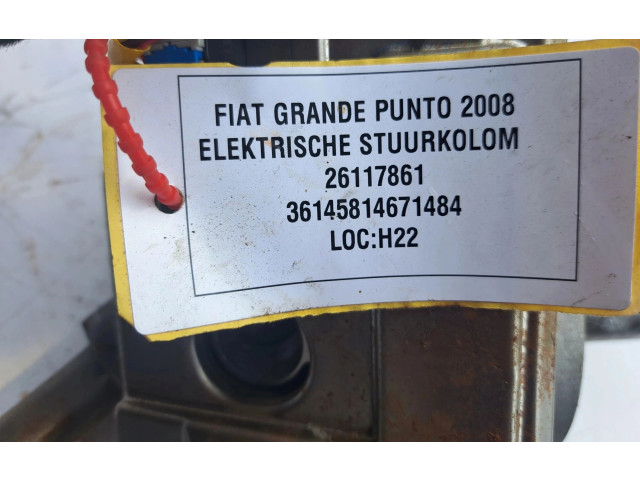 FIAT GRANDE PUNTO 2008
ELEKTRISCHE STUURKOLOM
26117861
36145814671484
LOC:H22